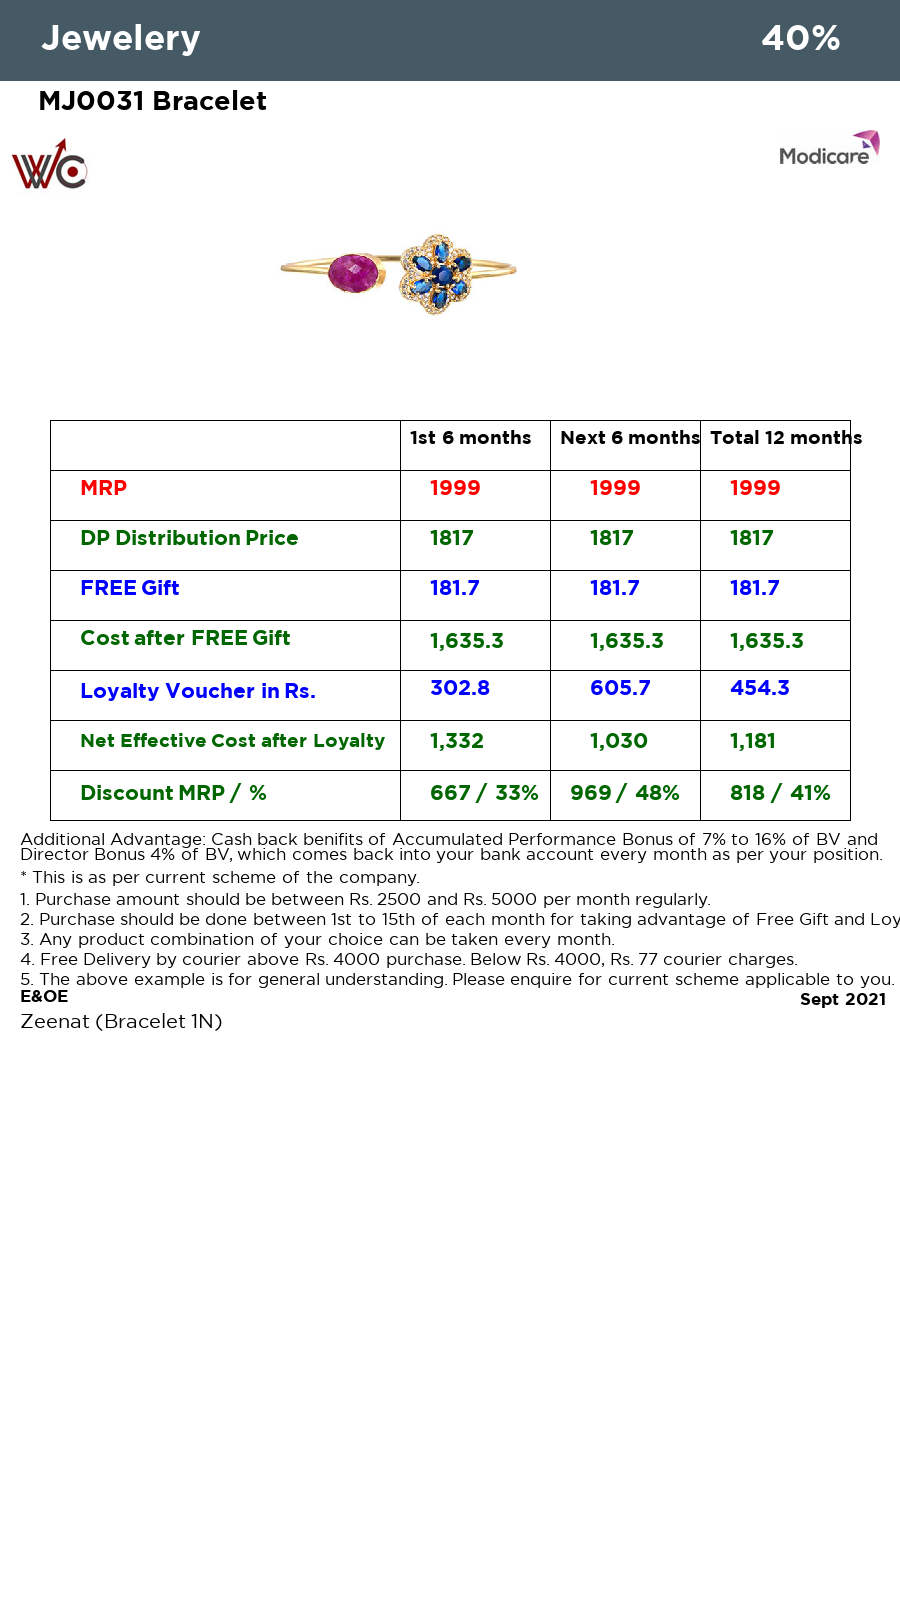 Jewelery 40%
MJ0031 Bracelet
WC
Modicare
1st 6 months Next 6 months Total 12 months
MRP 1999 1999 1999
DP Distribution Price 1817 1817 1817
FREE Gift 181.7 181.7 181.7
Cost after FREE Gift 1,635.3 1,635.3 1,635.3
Loyalty Voucher in Rs. 302.8 605.7 454.3
Net Effective Cost after Loyalty 1,332 1,030 1,181
Discount MRP / % 667 / 33% 969 / 48% 818 / 41%
Additional Advantage: Cash back benifits of Accumulated Performance Bonus of 7% to 16% of BV and
Director Bonus 4% of BV, which comes back into your bank account every month as per your position.
* This is as per current scheme of the company.
1. Purchase amount should be between Rs. 2500 and Rs. 5000 per month regularly.
2. Purchase should be done between 1st to 15th of each month for taking advantage of Free Gift and Loy
3. Any product combination of your choice can be taken every month.
4. Free Delivery by courier above Rs. 4000 purchase. Below Rs. 4000, Rs. 77 courier charges.
5. The above example is for general understanding. Please enquire for current scheme applicable to you.
E&OE
Sept 2021
Zeenat (Bracelet 1N)